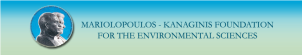 MARIOLOPOULOS - KANAGINIS FOUNDATION
FOR THE ENVIRONMENTAL SCIENCES